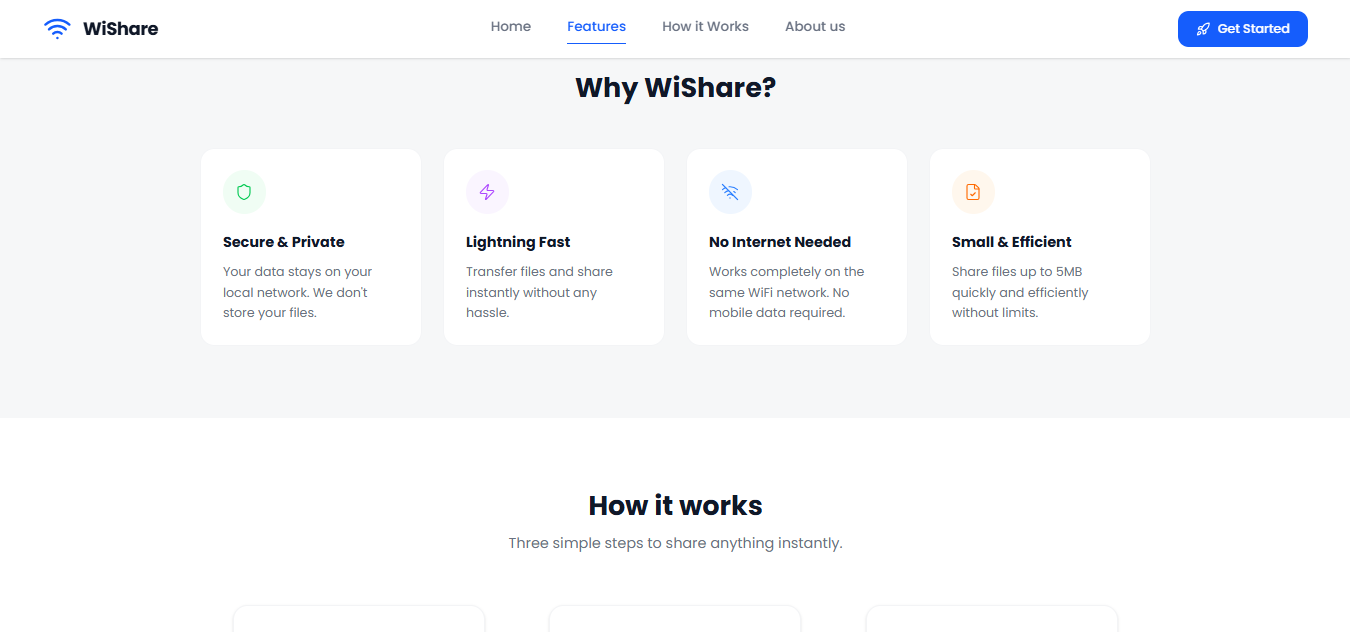 WiShare
Home
Features
How it Works
About us
Get Started
Why WiShare?
Secure & Private
Your data stays on your
local network. We don't
store your files.
Lightning Fast
Transfer files and share
instantly without any
hassle.
No Internet Needed
Works completely on the
same WiFi network. No
mobile data required.
Small & Efficient
Share files up to 5MB
quickly and efficiently
without limits.
How it works
Three simple steps to share anything instantly.